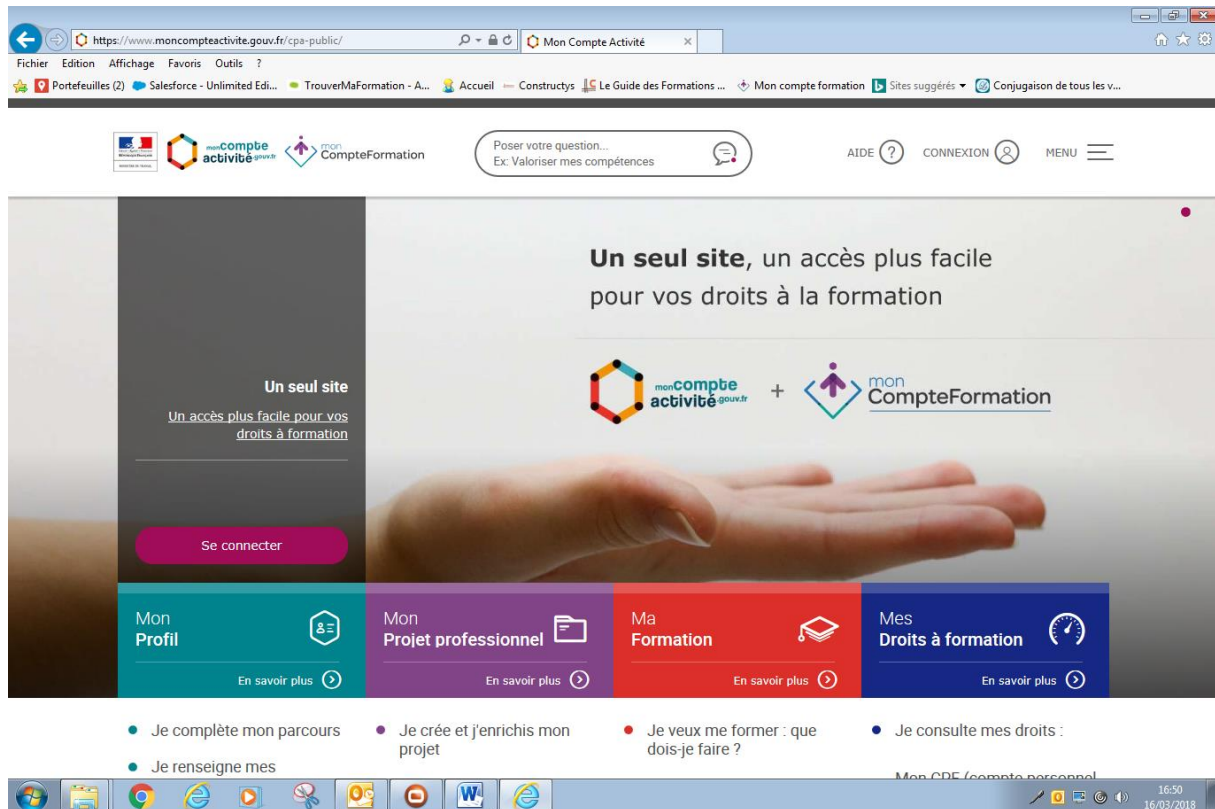 https://www.moncompteactivite.gouv.fr/cpa-public/
Mon Compte Activité
Fichier Edition Affichage Favoris Outils ?
Portefeuilles (2) Salesforce - Unlimited Edi... TrouverMaFormation - A... Accueil Constructys Le Guide des Formations ... Mon compte formation Sites suggérés Conjugaison de tous les v...
mon compte activité .gouv.fr
mon CompteFormation
Poser votre question...
Ex: Valoriser mes compétences
AIDE ? CONNEXION MENU
Un seul site, un accès plus facile
pour vos droits à la formation
mon compte activité .gouv.fr + mon CompteFormation
Un seul site
Un accès plus facile pour vos
droits à formation
Se connecter
Mon
Profil
En savoir plus
Mon
Projet professionnel
En savoir plus
Ma
Formation
En savoir plus
Mes
Droits à formation
En savoir plus
Je complète mon parcours
Je renseigne mes
Je crée et j'enrichis mon
projet
Je veux me former : que
dois-je faire ?
Je consulte mes droits :
Mon CPF (compte personnel
16:50
16/03/2018